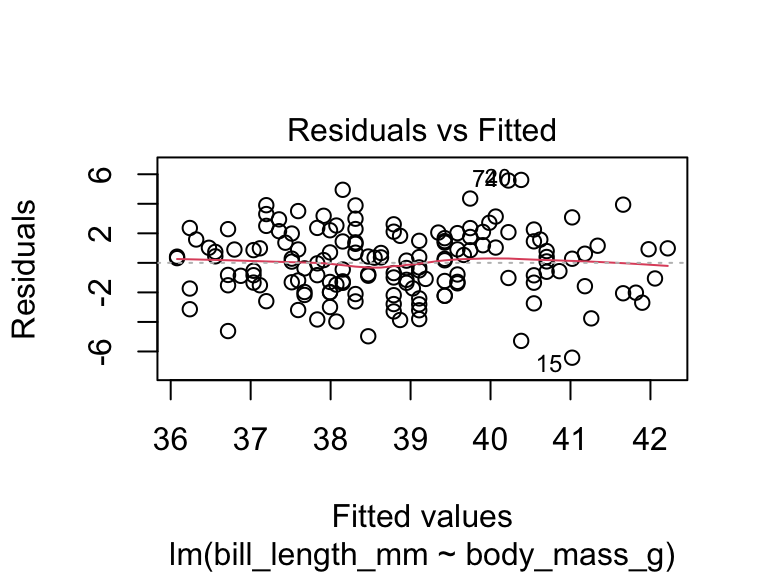 Residuals vs Fitted
Residuals
6
2
-2
-6
15
36 37 38 39 40 41 42
Fitted values
lm(bill_length_mm ~ body_mass_g)